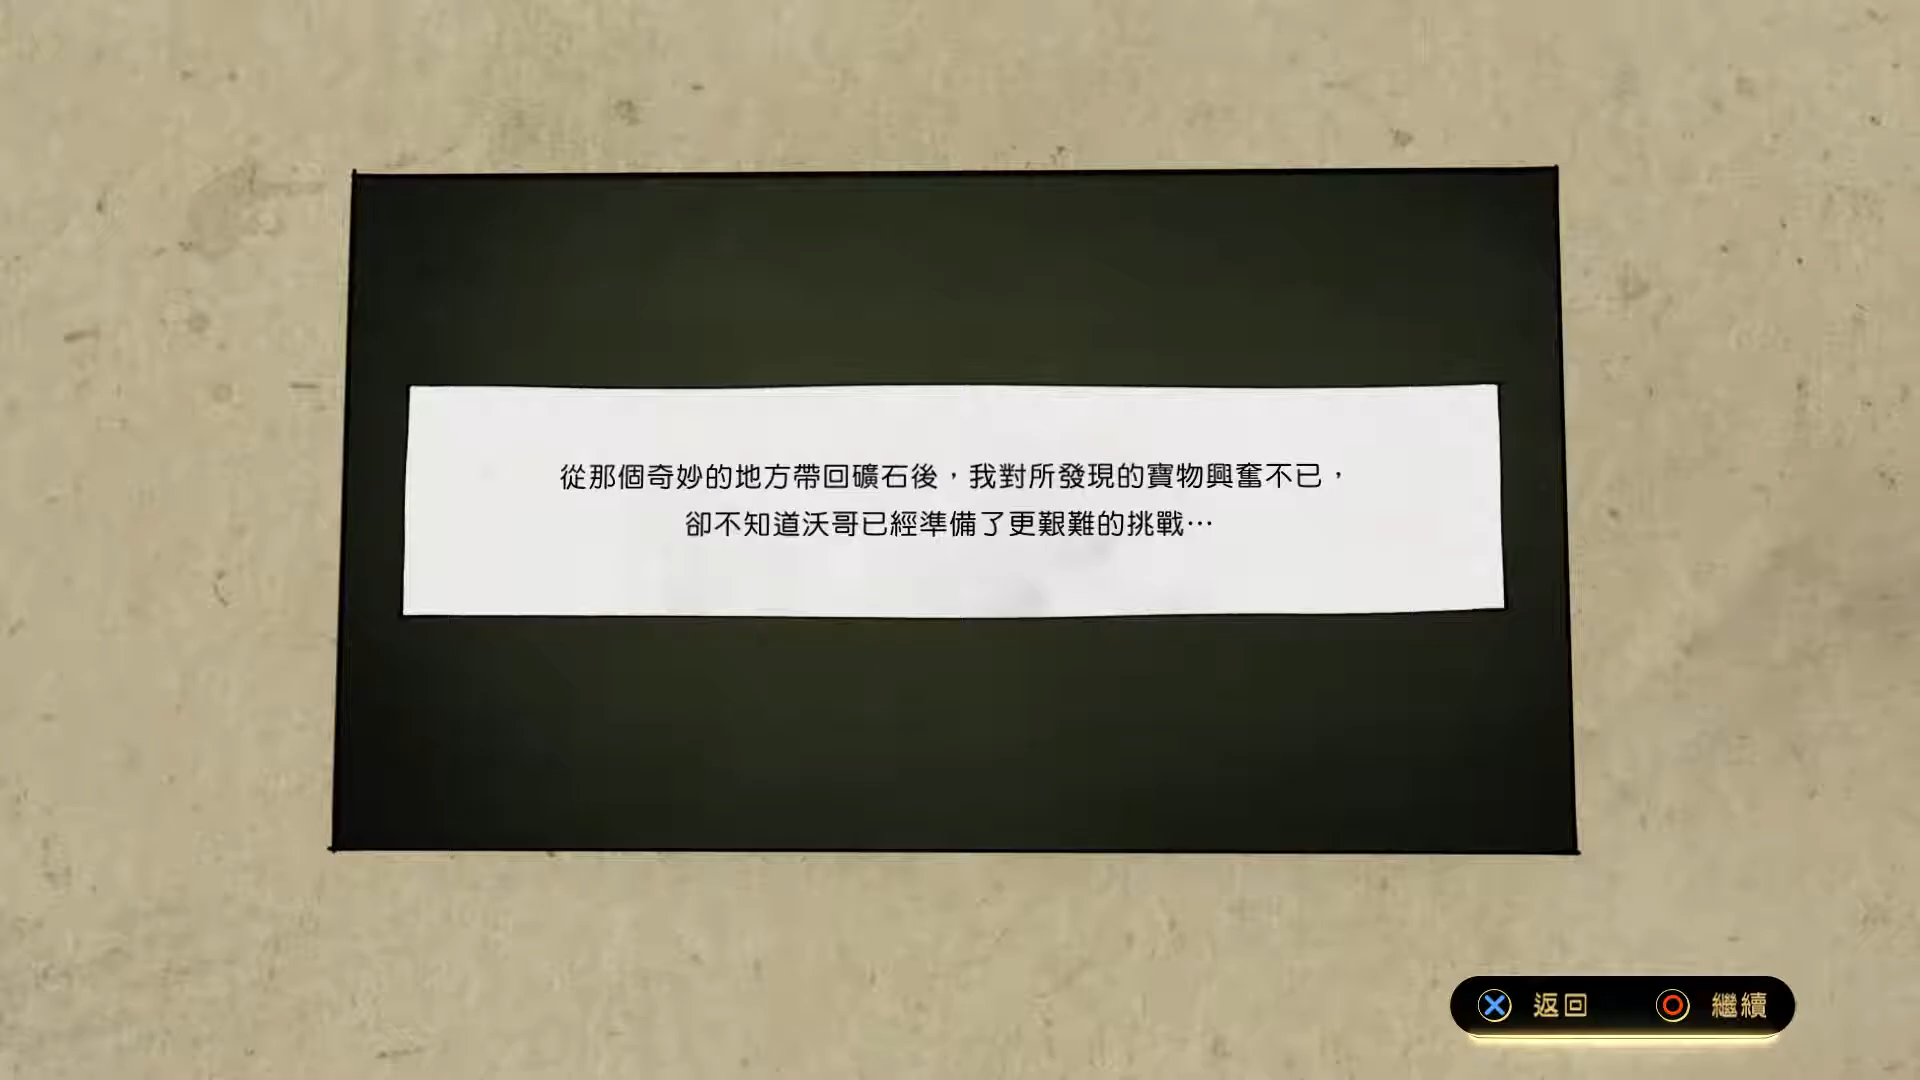 從那個奇妙的地方帶回礦石後，我對所發現的寶物興奮不已，
卻不知道沃哥已經準備了更艱難的挑戰…
返回 繼續